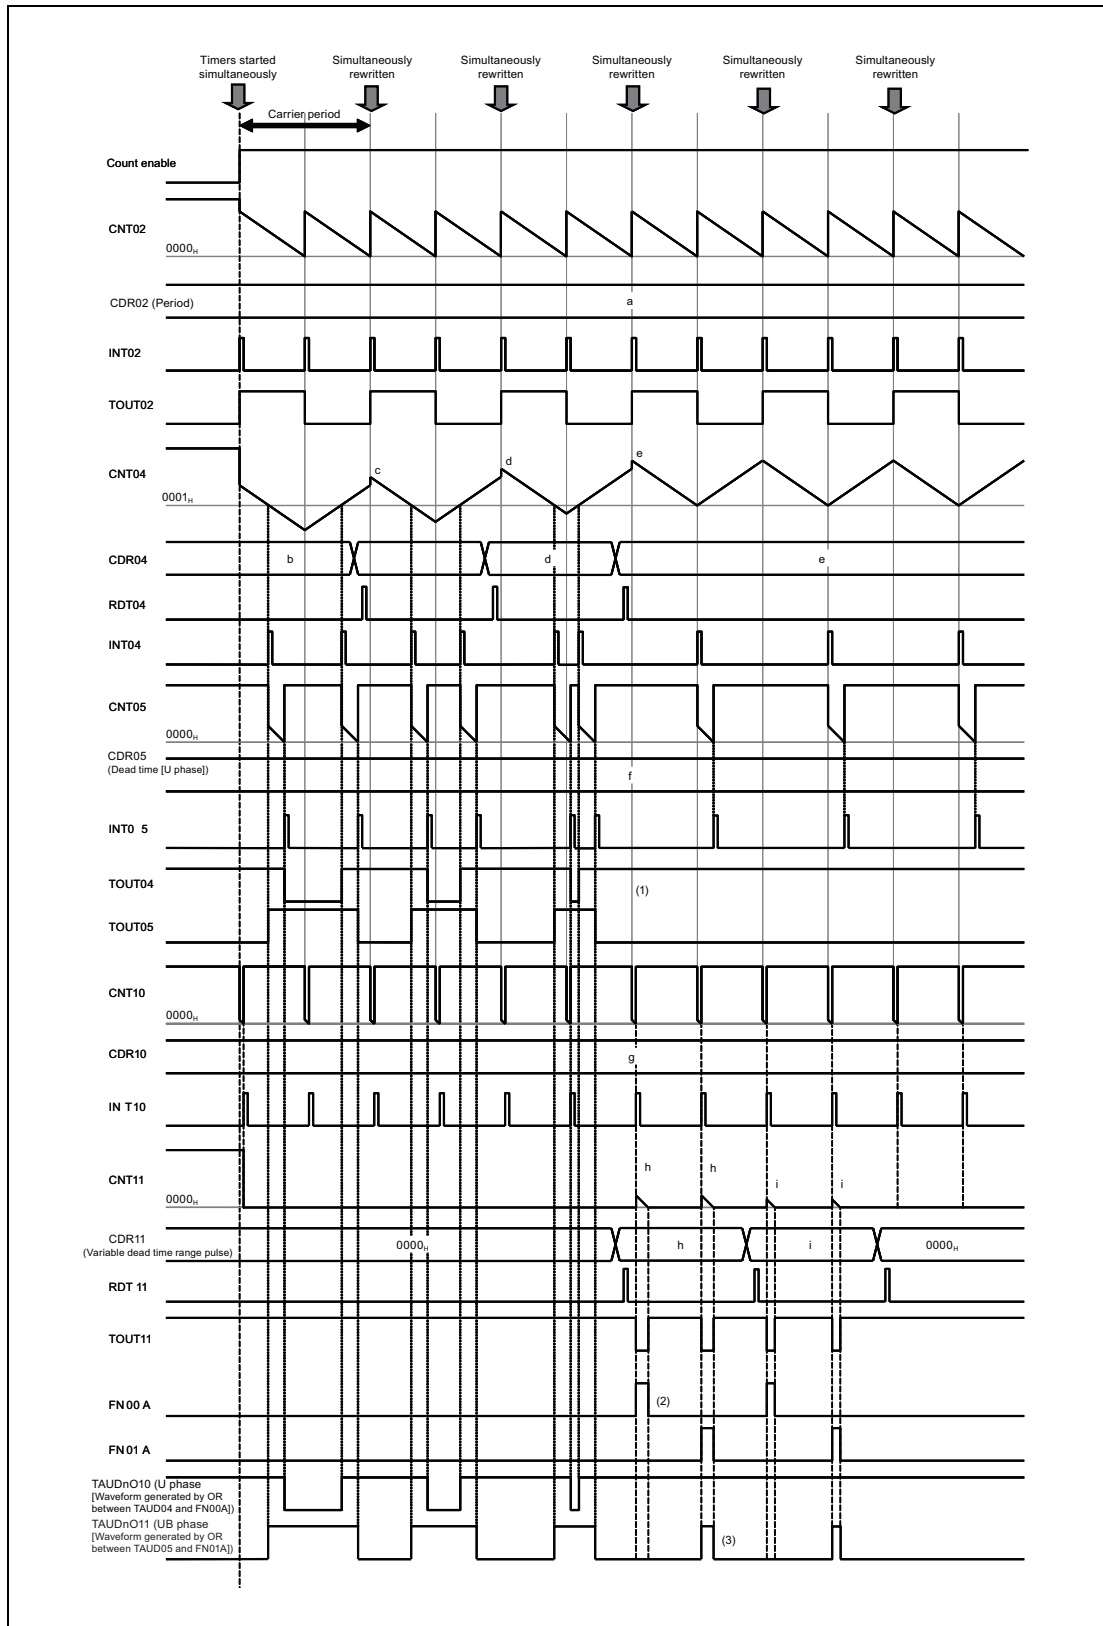 Timers started
simultaneously
Simultaneously
rewritten
Simultaneously
rewritten
Simultaneously
rewritten
Simultaneously
rewritten
Simultaneously
rewritten
Carrier period
Count enable
CNT02
0000H
CDR02 (Period)
a
INT02
TOUT02
CNT04
c
d
e
0001H
CDR04
b
d
e
RDT04
INT04
CNT05
0000H
CDR05
(Dead time [U phase])
f
INT0 5
TOUT04
(1)
TOUT05
CNT10
0000H
CDR10
g
IN T10
CNT11
h
h
i
i
0000H
CDR11
(Variable dead time range pulse)
0000H
h
i
0000H
RDT 11
TOUT11
FN 00 A
(2)
FN 01 A
TAUDnO10 (U phase
[Waveform generated by OR
between TAUD04 and FN00A])
TAUDnO11 (UB phase
[Waveform generated by OR
between TAUD05 and FN01A])
(3)